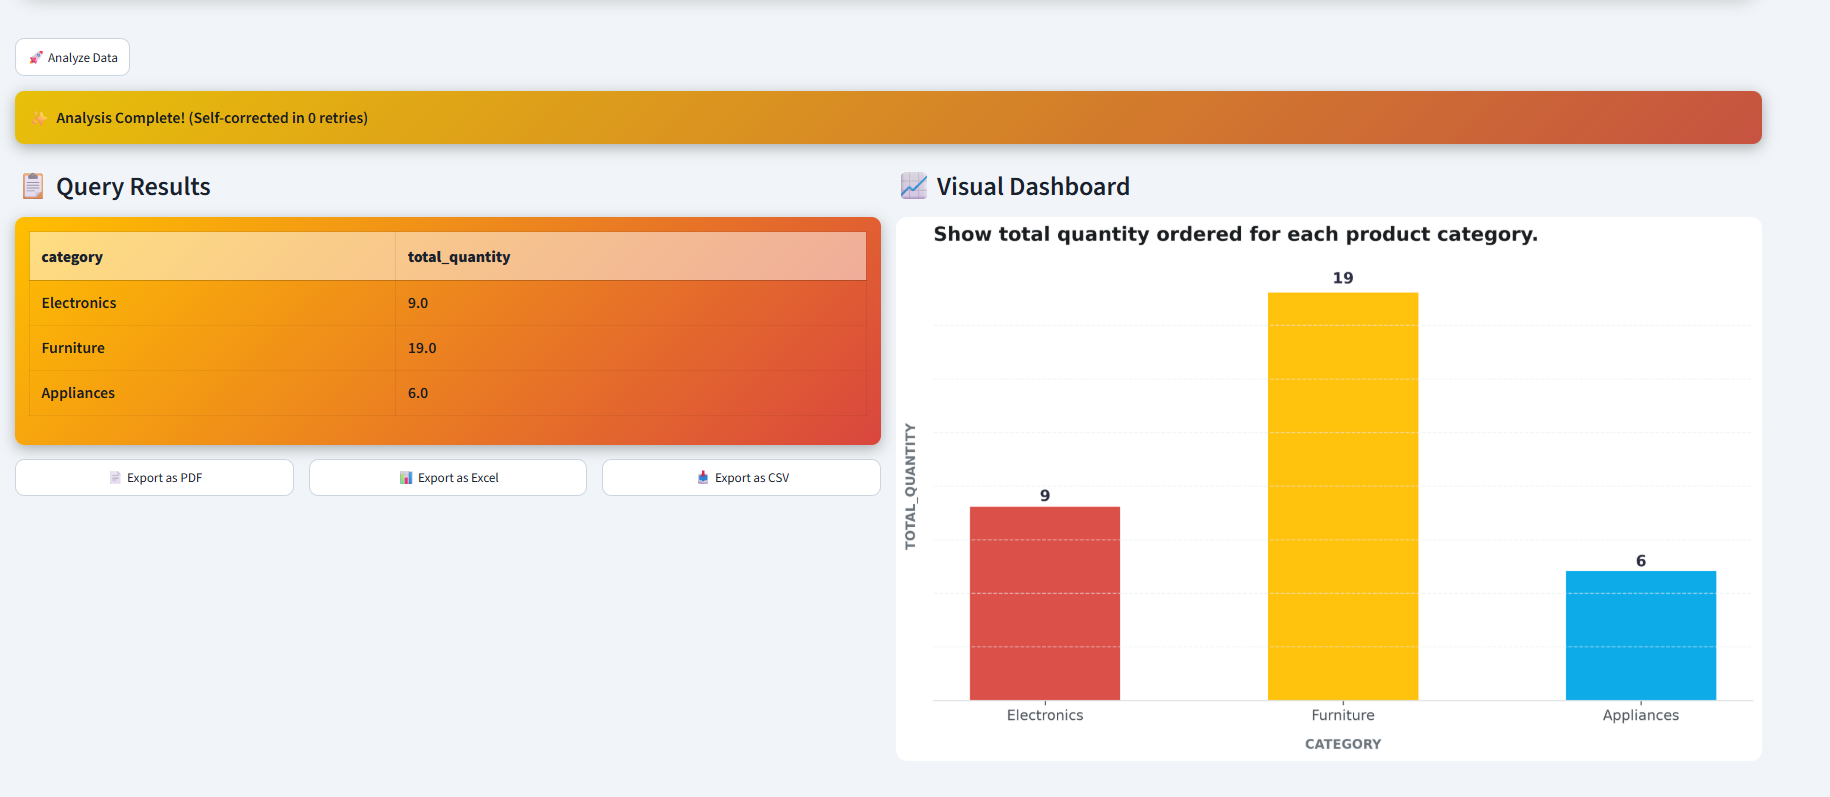 Analyze Data
Analysis Complete! (Self-corrected in 0 retries)
Query Results
category total_quantity
Electronics 9.0
Furniture 19.0
Appliances 6.0
Export as PDF
Export as Excel
Export as CSV
Visual Dashboard
Show total quantity ordered for each product category.
19
9
6
TOTAL_QUANTITY
Electronics Furniture Appliances
CATEGORY